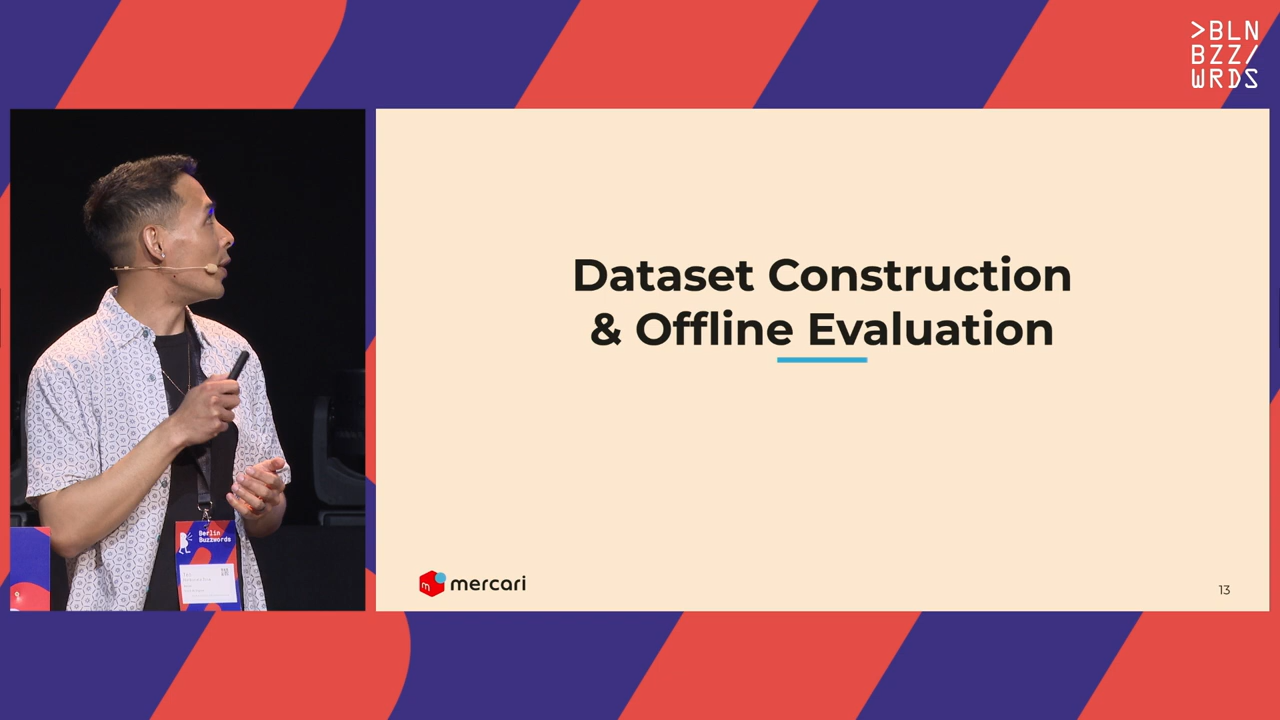 >BLN
BZZ/
WRDS
Dataset Construction
& Offline Evaluation
Berlin
Buzzwords
mercari
13